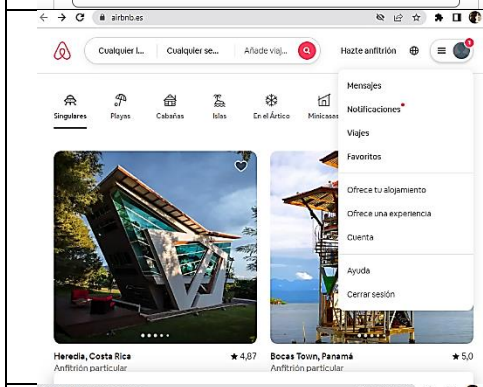 airbnb.es
Cualquier l... Cualquier se... Añade viaj... Hazte anfitrión
Singulares Playas Cabañas Islas En el Ártico Minicasas
Mensajes
Notificaciones
Viajes
Favoritos
Ofrece tu alojamiento
Ofrece una experiencia
Cuenta
Ayuda
Cerrar sesión
Heredia, Costa Rica ★ 4,87
Anfitrión particular
Bocas Town, Panamá ★ 5,0
Anfitrión particular